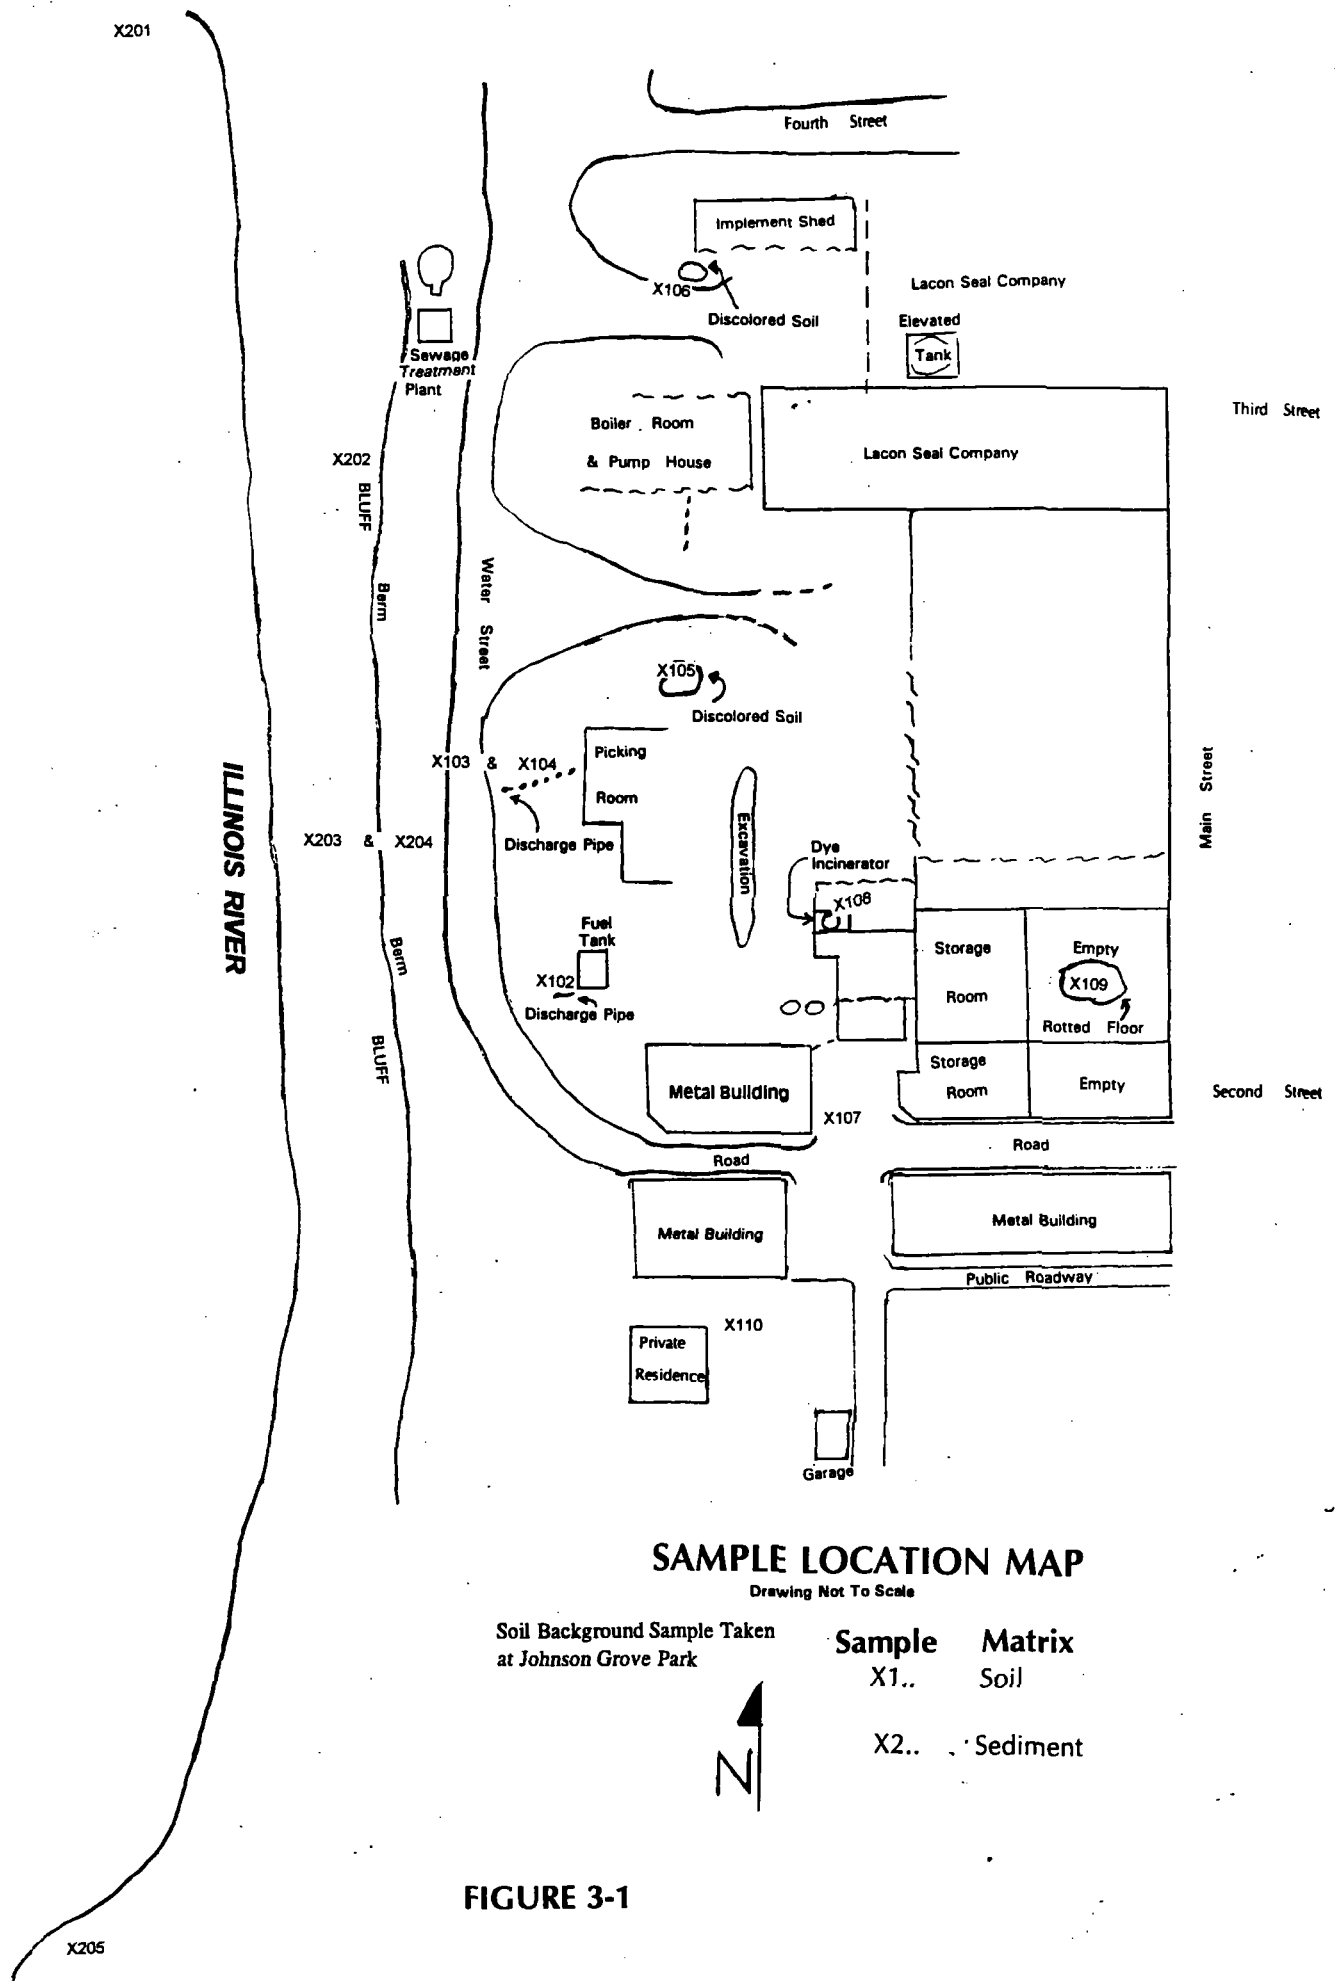 X201
Fourth Street
Implement Shed
X106
Discolored Soil
Lacon Seal Company
Elevated
Tank
Sewage
Treatment
Plant
Third Street
Boiler Room
& Pump House
Lacon Seal Company
X202
BLUFF
Berm
Water Street
X105
Discolored Soil
X103 & X104
Picking
Room
Discharge Pipe
ILLINOIS RIVER
X203 & X204
Excavation
Main Street
Dye
Incinerator
X108
Fuel
Tank
X102
Discharge Pipe
Berm
BLUFF
Storage
Room
Empty
X109
Rotted Floor
Storage
Room
Empty
Second Street
Metal Building
X107
Road
Road
Metal Building
Metal Building
Public Roadway
X110
Private
Residence
Garage
SAMPLE LOCATION MAP
Drawing Not To Scale
Soil Background Sample Taken
at Johnson Grove Park
Sample Matrix
X1.. Soil
X2.. Sediment
N
FIGURE 3-1
X205